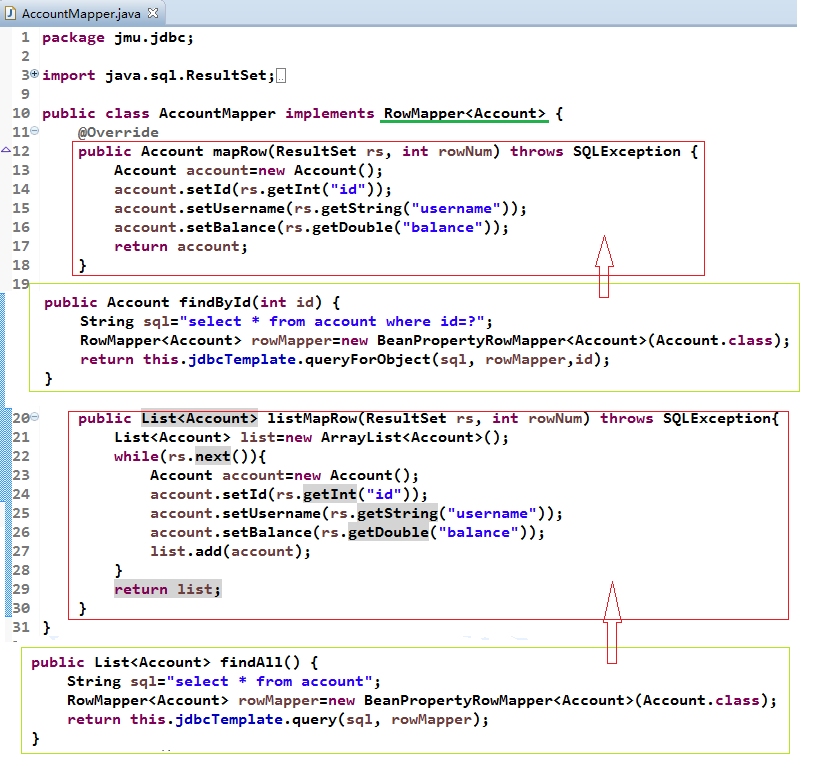 AccountMapper.java
1 package jmu.jdbc;
2
3 import java.sql.ResultSet;
9
10 public class AccountMapper implements RowMapper<Account> {
11 @Override
12 public Account mapRow(ResultSet rs, int rowNum) throws SQLException {
13 Account account=new Account();
14 account.setId(rs.getInt("id"));
15 account.setUsername(rs.getString("username"));
16 account.setBalance(rs.getDouble("balance"));
17 return account;
18 }
19
public Account findById(int id) {
String sql="select * from account where id=?";
RowMapper<Account> rowMapper=new BeanPropertyRowMapper<Account>(Account.class);
return this.jdbcTemplate.queryForObject(sql, rowMapper,id);
}
20 public List<Account> listMapRow(ResultSet rs, int rowNum) throws SQLException{
21 List<Account> list=new ArrayList<Account>();
22 while(rs.next()){
23 Account account=new Account();
24 account.setId(rs.getInt("id"));
25 account.setUsername(rs.getString("username"));
26 account.setBalance(rs.getDouble("balance"));
27 list.add(account);
28 }
29 return list;
30 }
31 }
public List<Account> findAll() {
String sql="select * from account";
RowMapper<Account> rowMapper=new BeanPropertyRowMapper<Account>(Account.class);
return this.jdbcTemplate.query(sql, rowMapper);
}